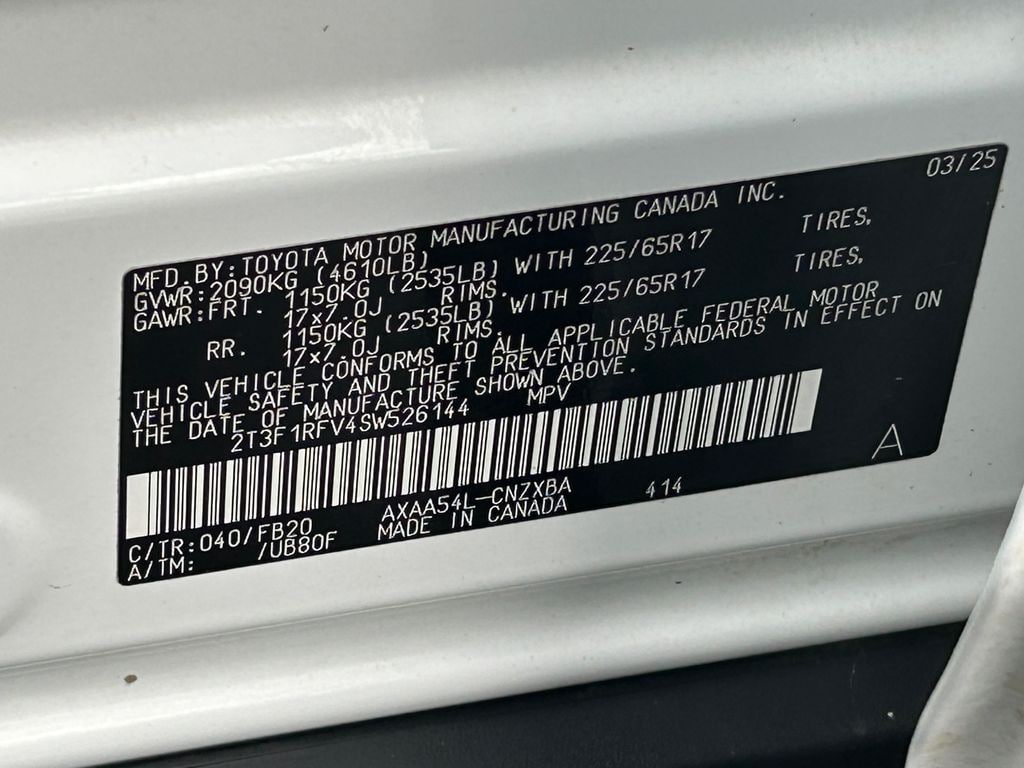 03/25
MFD. BY: TOYOTA MOTOR MANUFACTURING CANADA INC.
GVWR: 2090KG (4610LB)
GAWR: FRT. 1150KG (2535LB) WITH 225/65R17 TIRES,
17x7.0J RIMS.
RR. 1150KG (2535LB) WITH 225/65R17 TIRES,
17x7.0J RIMS.
THIS VEHICLE CONFORMS TO ALL APPLICABLE FEDERAL MOTOR
VEHICLE SAFETY AND THEFT PREVENTION STANDARDS IN EFFECT ON
THE DATE OF MANUFACTURE SHOWN ABOVE.
2T3F1RFV4SW526144 MPV
A
C/TR: 040/FB20 AXAA54L-CNZXBA 414
A/TM: /UB80F MADE IN CANADA